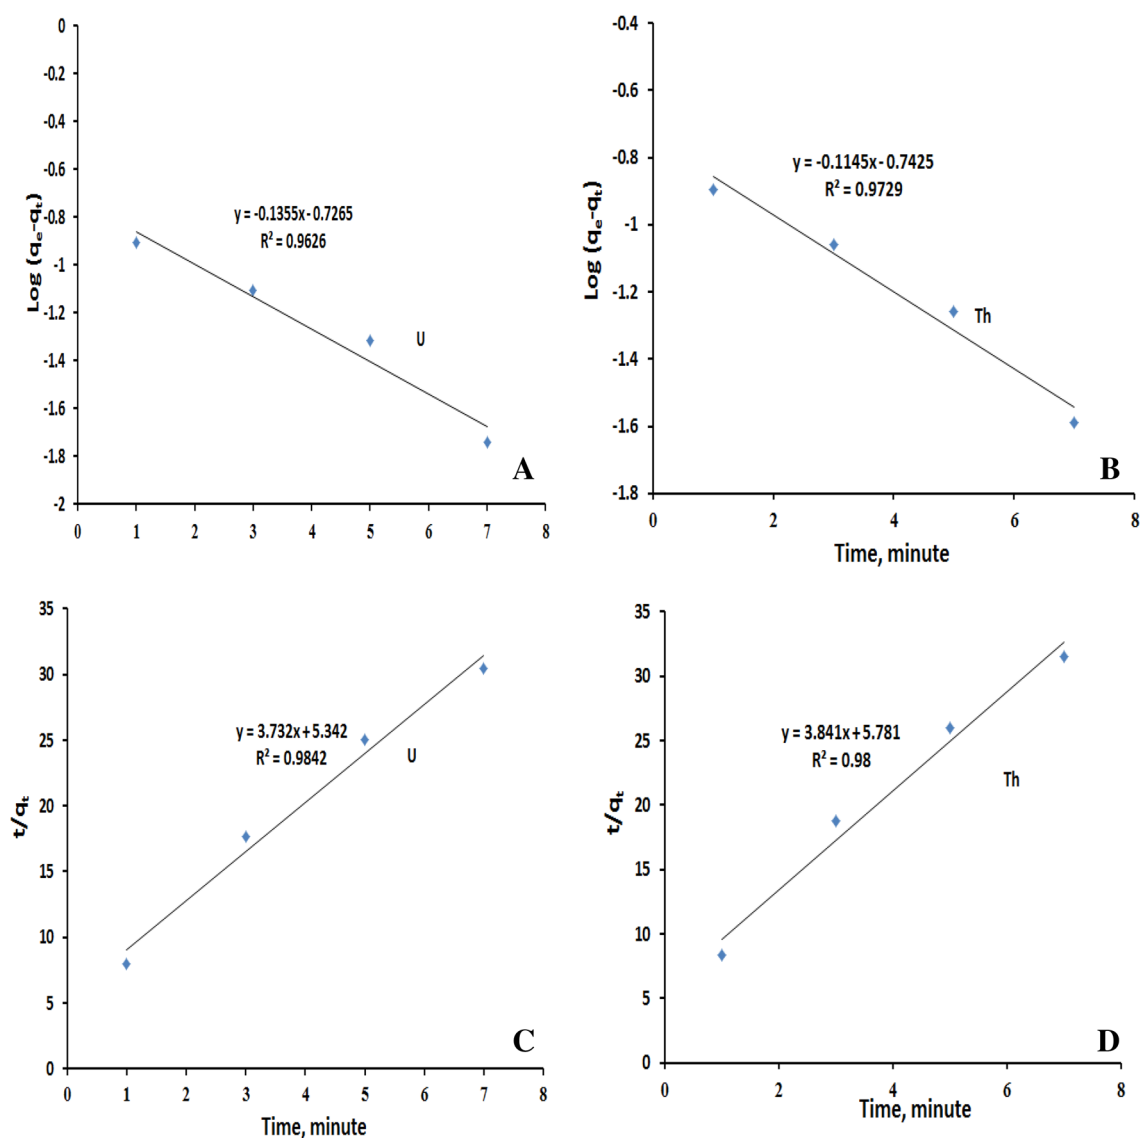 0
-0.2
-0.4
-0.6
-0.8
-1
-1.2
-1.4
-1.6
-1.8
-2
Log (qₑ-qₜ)
y = -0.1355x - 0.7265
R² = 0.9626
U
A
0 1 2 3 4 5 6 7 8
-0.4
-0.6
-0.8
-1
-1.2
-1.4
-1.6
-1.8
Log (qₑ-qₜ)
y = -0.1145x - 0.7425
R² = 0.9729
Th
B
0 2 4 6 8
Time, minute
35
30
25
20
15
10
5
0
t/qₜ
y = 3.732x + 5.342
R² = 0.9842
U
C
0 1 2 3 4 5 6 7 8
Time, minute
35
30
25
20
15
10
5
0
t/qₜ
y = 3.841x + 5.781
R² = 0.98
Th
D
0 2 4 6 8
Time, minute